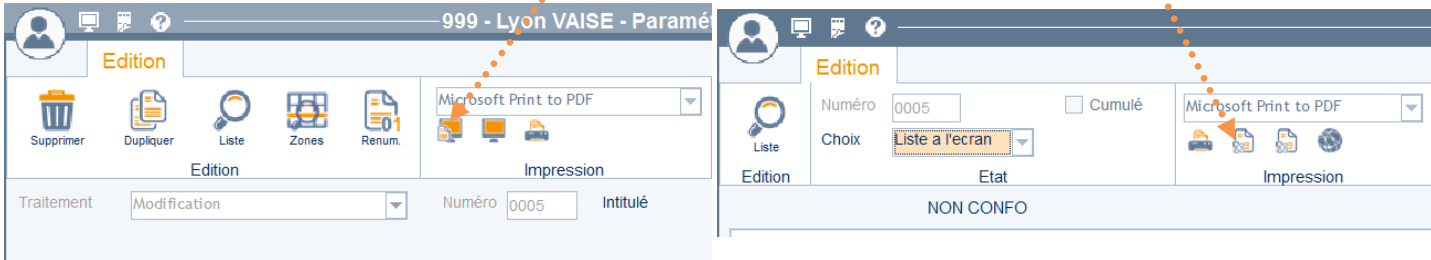 999 - Lyon VAISE - Paramé
Edition
Supprimer
Dupliquer
Liste
Zones
Renum.
Edition
Microsoft Print to PDF
Impression
Traitement
Modification
Numéro
0005
Intitulé
Edition
Liste
Edition
Numéro
0005
Cumulé
Choix
Liste a l'ecran
Etat
Microsoft Print to PDF
Impression
NON CONFO